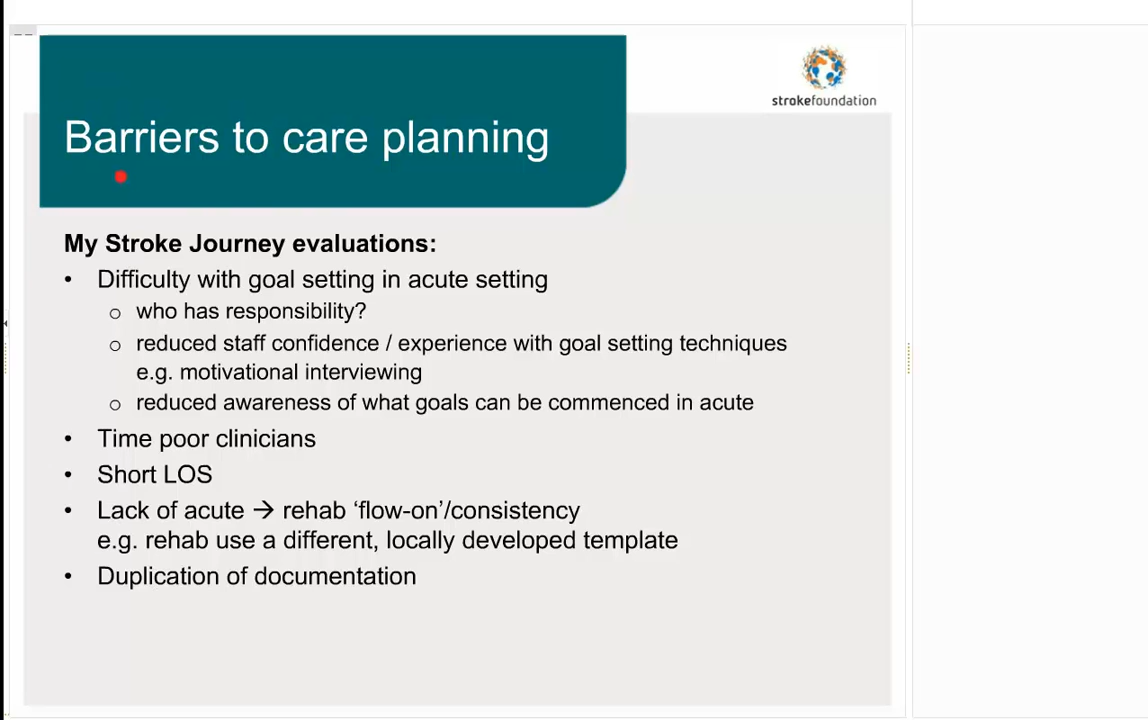 strokefoundation
Barriers to care planning
My Stroke Journey evaluations:
• Difficulty with goal setting in acute setting
o who has responsibility?
o reduced staff confidence / experience with goal setting techniques
e.g. motivational interviewing
o reduced awareness of what goals can be commenced in acute
• Time poor clinicians
• Short LOS
• Lack of acute → rehab ‘flow-on’/consistency
e.g. rehab use a different, locally developed template
• Duplication of documentation